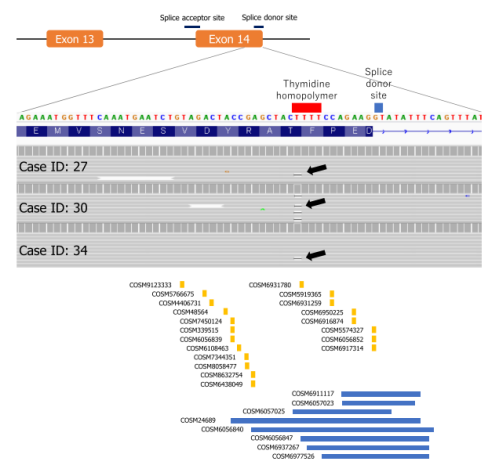 Splice acceptor site
Splice donor site
Exon 13
Exon 14
Thymidine
homopolymer
Splice
donor
site
AGAAATGGTTTCAAATGAATCTGTAGACTACCGAGCTACTTTTCCAGAAGGTATATTTCAGTTTAT
E M V S N E S V D Y R A T F P E D
Case ID: 27
Case ID: 30
Case ID: 34
COSM9123333
COSM5766675
COSM4406731
COSM48564
COSM7450124
COSM339515
COSM6056839
COSM6108463
COSM7344351
COSM8058477
COSM8632754
COSM6438049
COSM6931780
COSM5919365
COSM6931259
COSM6950225
COSM6916874
COSM5574327
COSM6056852
COSM6917314
COSM6911117
COSM6057023
COSM6057025
COSM24689
COSM6056840
COSM6056847
COSM6937267
COSM6977526